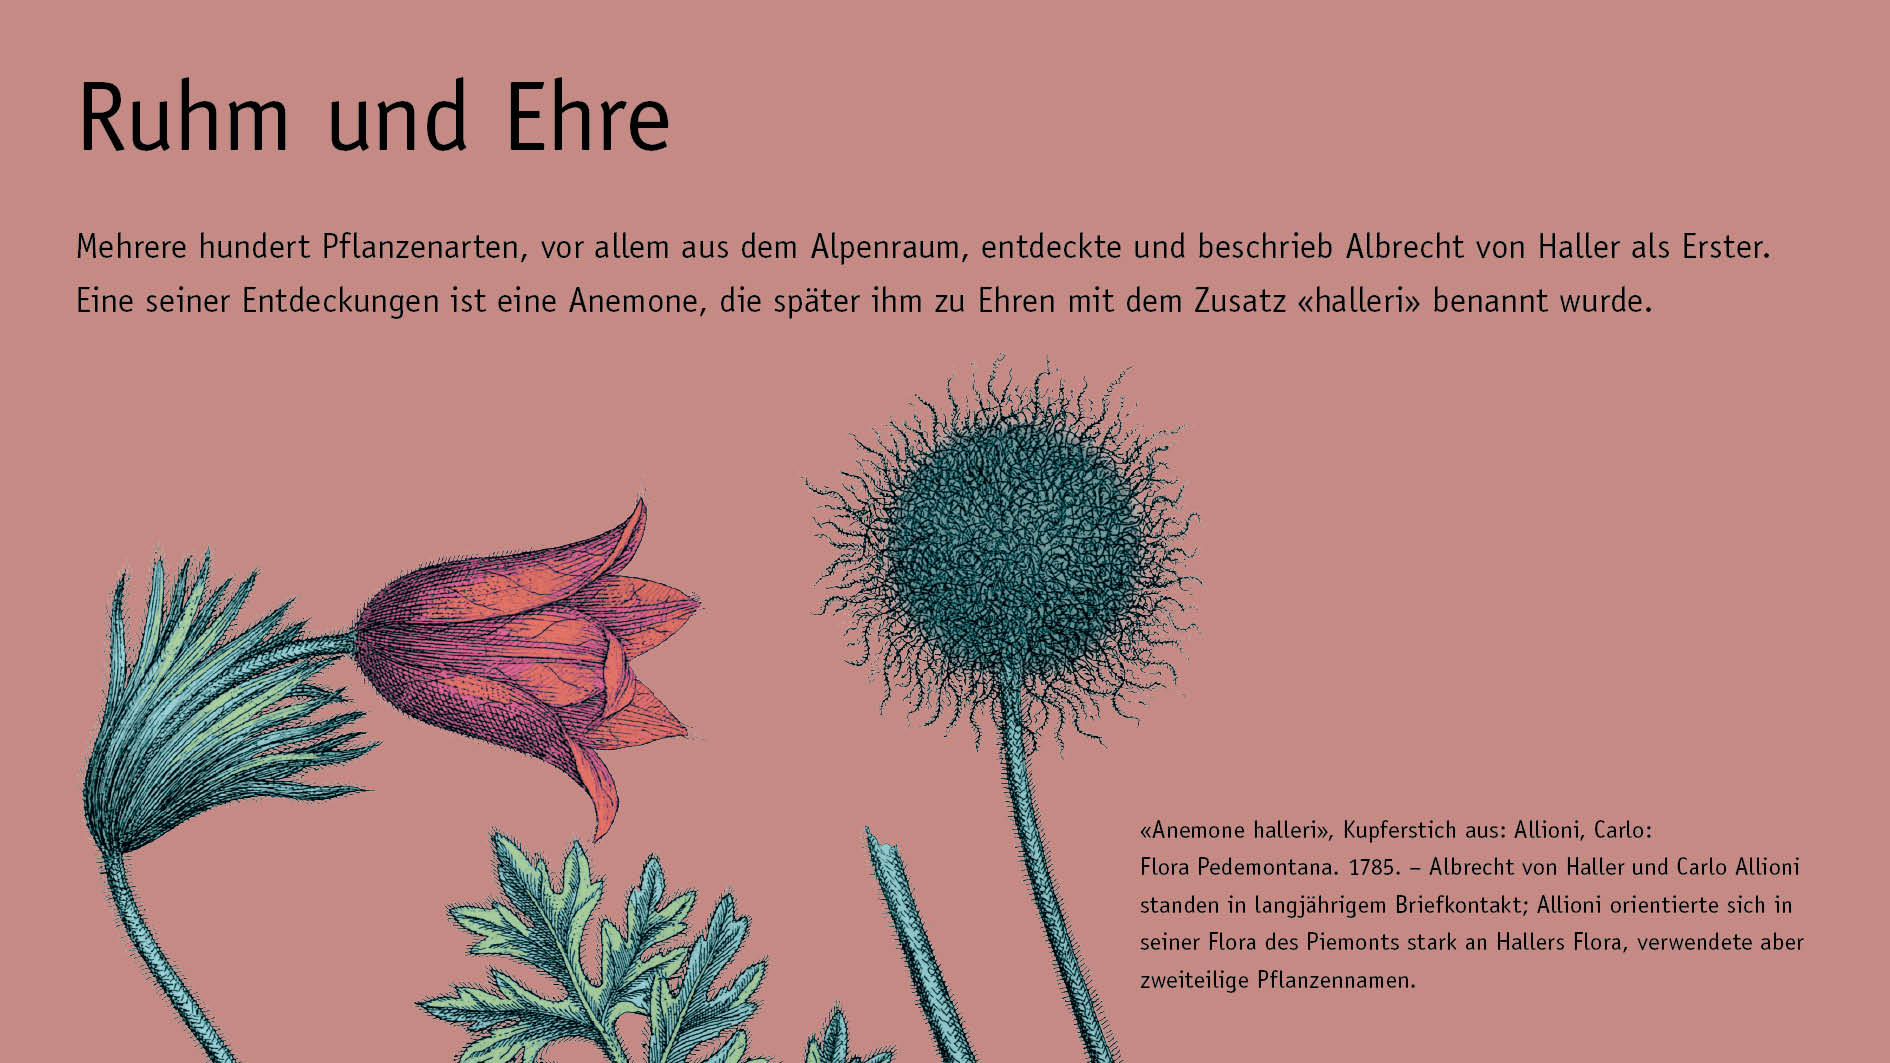 Ruhm und Ehre
Mehrere hundert Pflanzenarten, vor allem aus dem Alpenraum, entdeckte und beschrieb Albrecht von Haller als Erster.
Eine seiner Entdeckungen ist eine Anemone, die später ihm zu Ehren mit dem Zusatz «halleri» benannt wurde.
«Anemone halleri», Kupferstich aus: Allioni, Carlo:
Flora Pedemontana. 1785. – Albrecht von Haller und Carlo Allioni
standen in langjährigem Briefkontakt; Allioni orientierte sich in
seiner Flora des Piemonts stark an Hallers Flora, verwendete aber
zweiteilige Pflanzennamen.